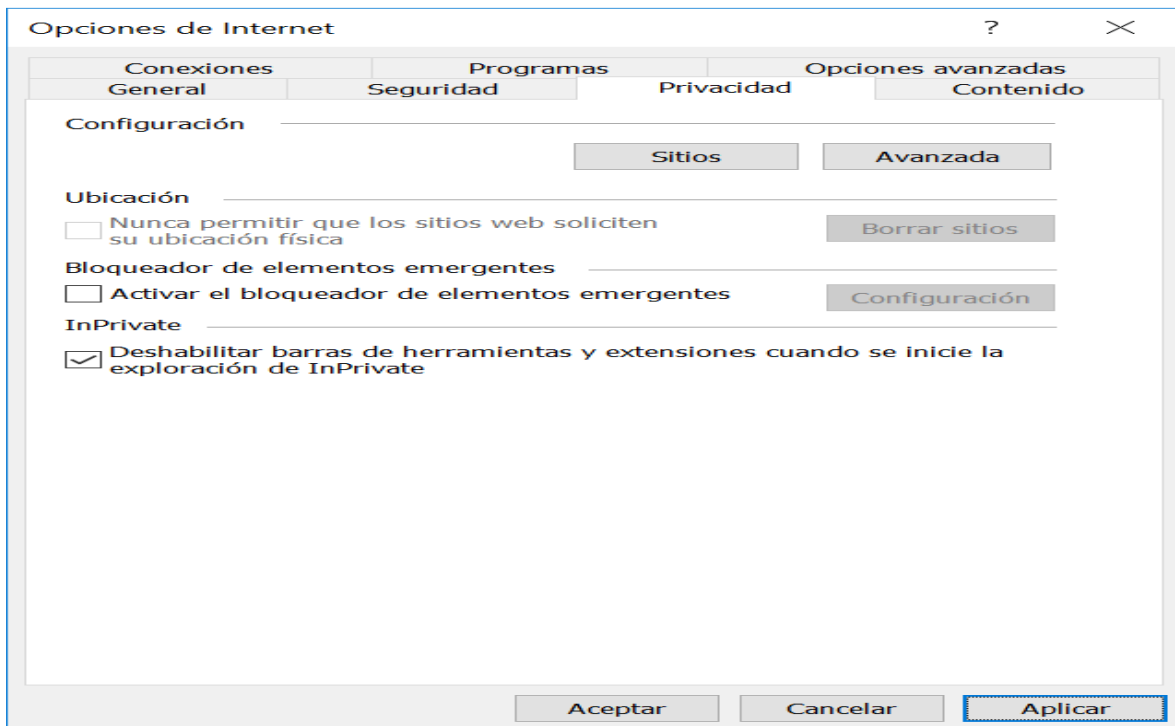 Opciones de Internet ?
Conexiones Programas Opciones avanzadas
General Seguridad Privacidad Contenido
Configuración
Sitios Avanzada
Ubicación
Nunca permitir que los sitios web soliciten
su ubicación física
Borrar sitios
Bloqueador de elementos emergentes
Activar el bloqueador de elementos emergentes Configuración
InPrivate
Deshabilitar barras de herramientas y extensiones cuando se inicie la
exploración de InPrivate
Aceptar Cancelar Aplicar